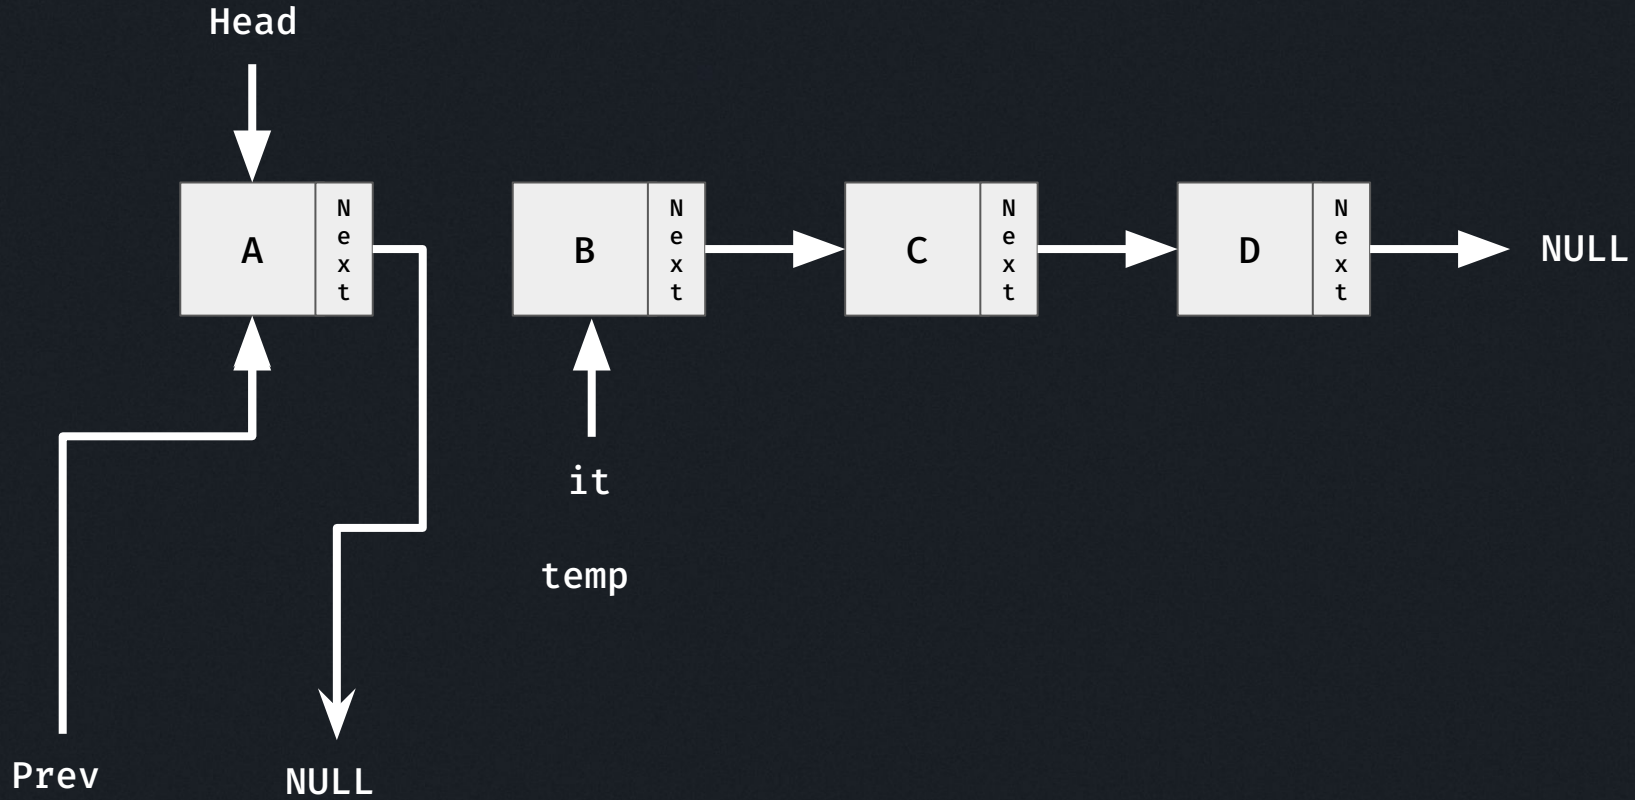 Head
A
Next
B
Next
C
Next
D
Next
NULL
it
temp
Prev
NULL